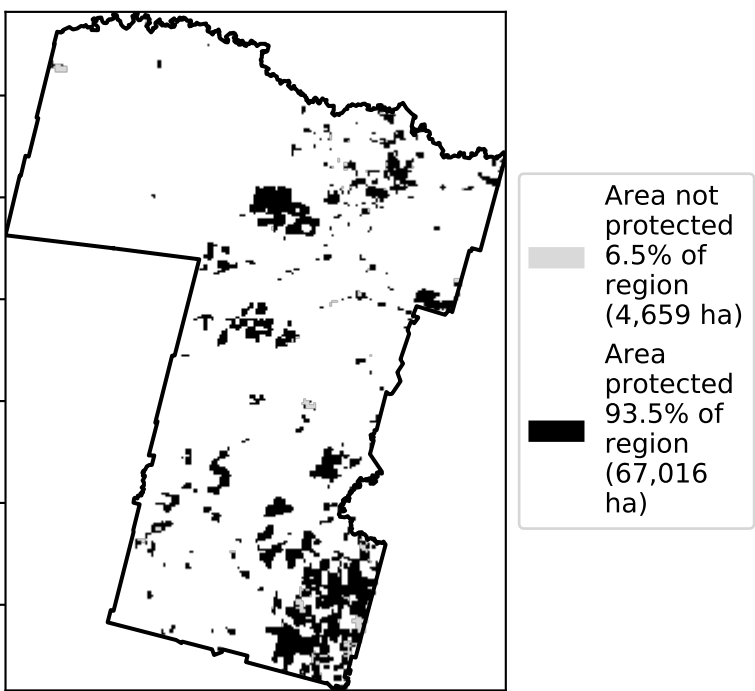 Area not
protected
6.5% of
region
(4,659 ha)
Area
protected
93.5% of
region
(67,016
ha)